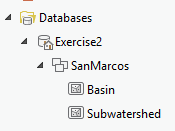 Databases
Exercise2
SanMarcos
Basin
Subwatershed